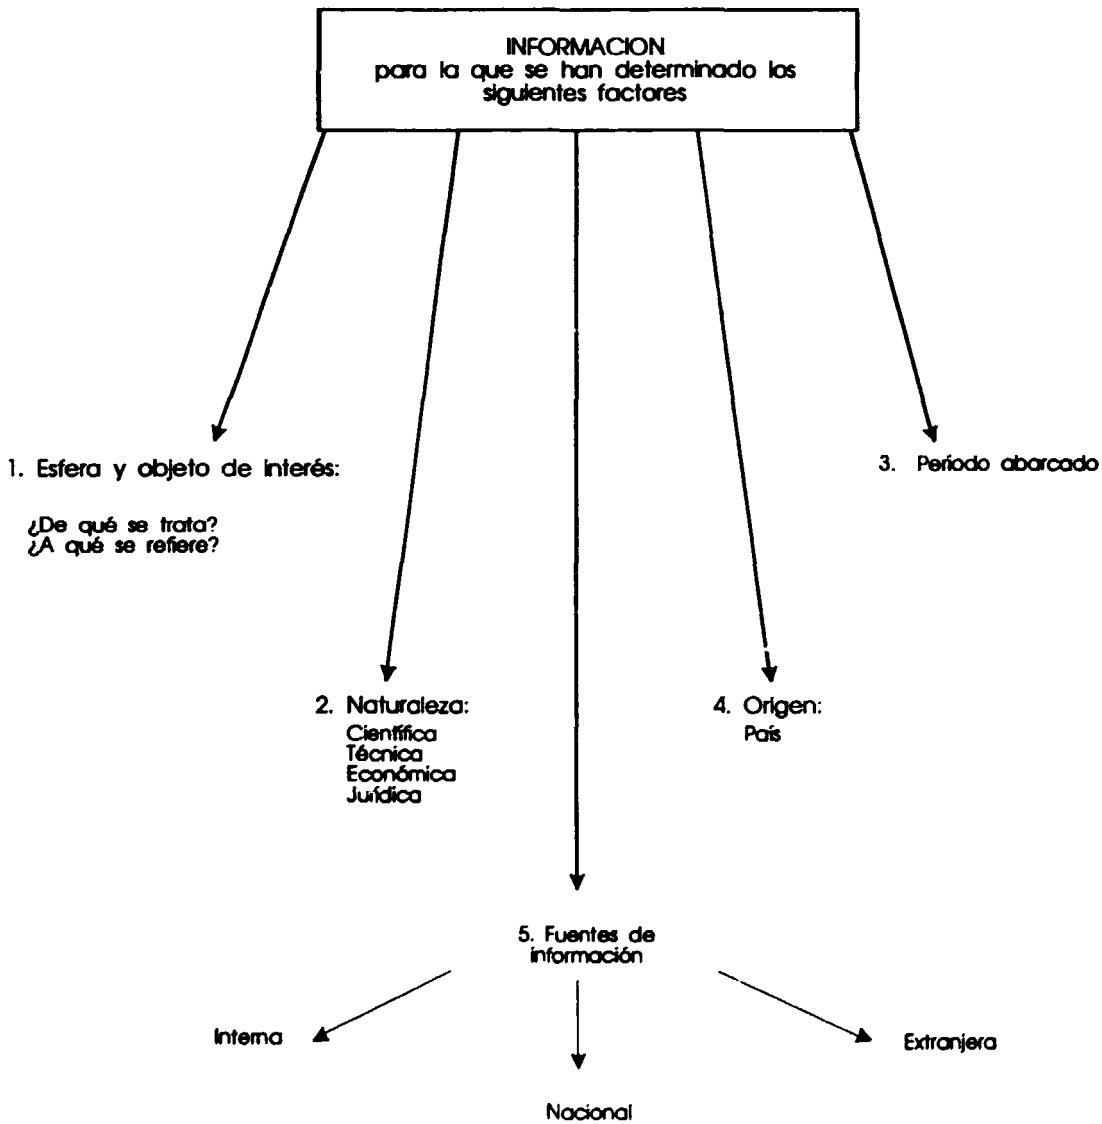 INFORMACION
para la que se han determinado los
siguientes factores
1. Esfera y objeto de interés:
¿De qué se trata?
¿A qué se refiere?
2. Naturaleza:
Científica
Técnica
Económica
Jurídica
3. Período abarcado
4. Origen:
País
5. Fuentes de
información
Interna
Nacional
Extranjera